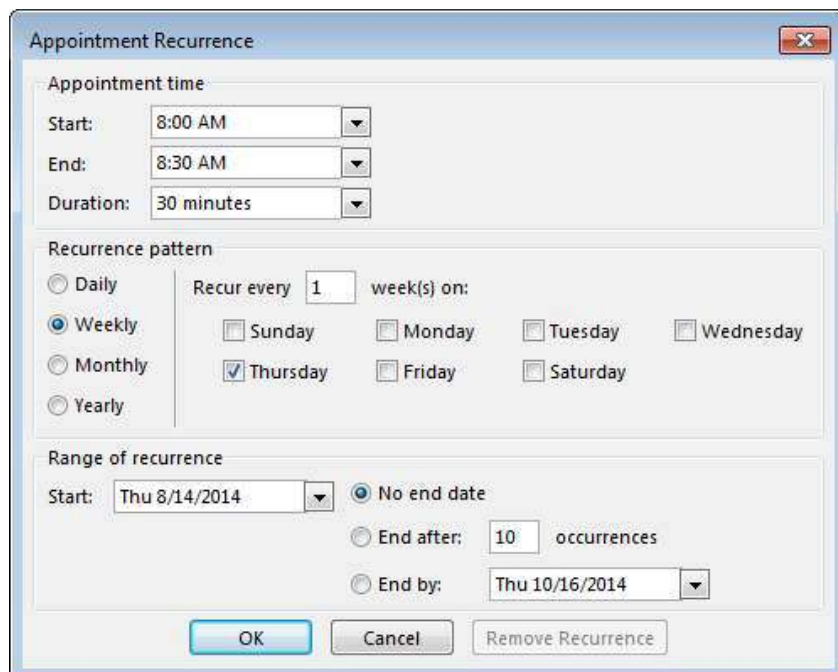 Appointment Recurrence
Appointment time
Start: 8:00 AM
End: 8:30 AM
Duration: 30 minutes
Recurrence pattern
Daily Recur every 1 week(s) on:
Weekly Sunday Monday Tuesday Wednesday
Monthly Thursday Friday Saturday
Yearly
Range of recurrence
Start: Thu 8/14/2014 No end date
End after: 10 occurrences
End by: Thu 10/16/2014
OK Cancel Remove Recurrence